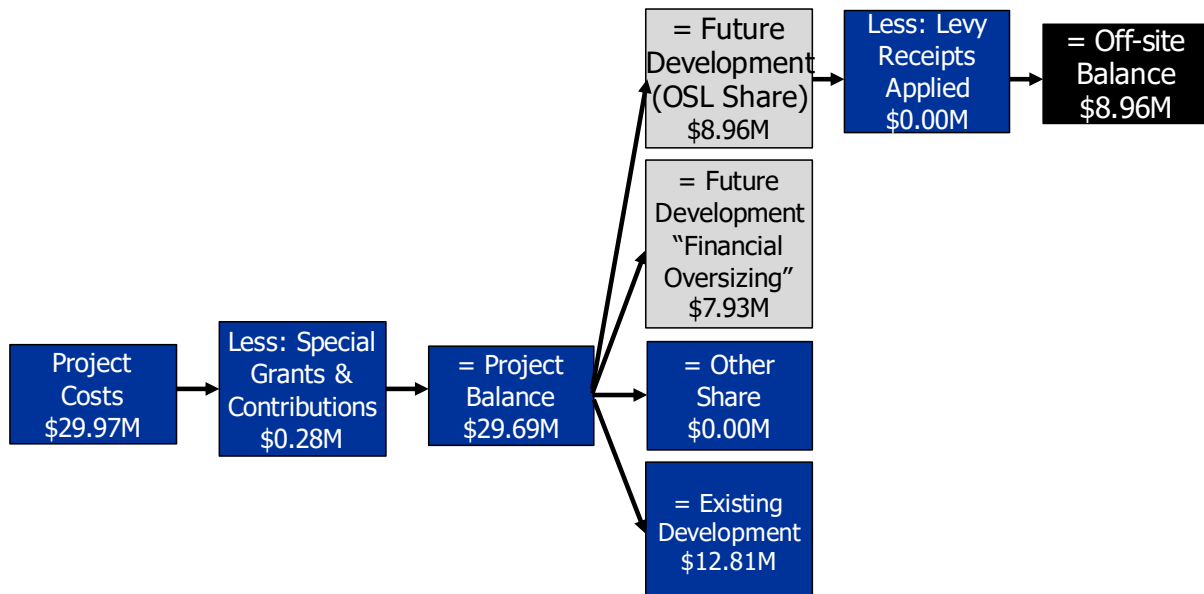 Project
Costs
$29.97M
Less: Special
Grants &
Contributions
$0.28M
= Project
Balance
$29.69M
= Future
Development
(OSL Share)
$8.96M
Less: Levy
Receipts
Applied
$0.00M
= Off-site
Balance
$8.96M
= Future
Development
“Financial
Oversizing”
$7.93M
= Other
Share
$0.00M
= Existing
Development
$12.81M